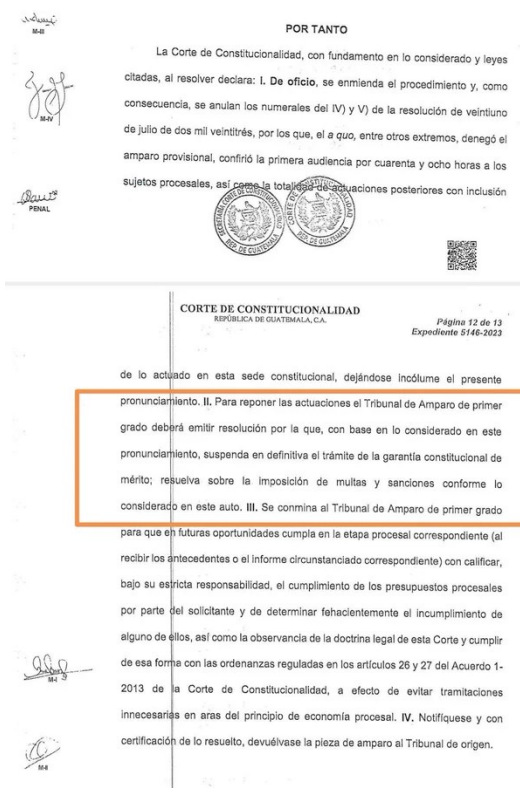 M-III
POR TANTO
La Corte de Constitucionalidad, con fundamento en lo considerado y leyes
citadas, al resolver declara: I. De oficio, se enmienda el procedimiento y, como
M-IV
consecuencia, se anulan los numerales del IV) y V) de la resolución de veintiuno
de julio de dos mil veintitrés, por los que, el a quo, entre otros extremos, denegó el
amparo provisional, confirió la primera audiencia por cuarenta y ocho horas a los
sujetos procesales, así como la totalidad de actuaciones posteriores con inclusión
PENAL
CORTE DE CONSTITUCIONALIDAD
REP. DE GUATEMALA
CORTE DE CONSTITUCIONALIDAD
REPÚBLICA DE GUATEMALA, C.A.
Página 12 de 13
Expediente 5146-2023
de lo actuado en esta sede constitucional, dejándose incólume el presente
pronunciamiento. II. Para reponer las actuaciones el Tribunal de Amparo de primer
grado deberá emitir resolución por la que, con base en lo considerado en este
pronunciamiento, suspenda en definitiva el trámite de la garantía constitucional de
mérito; resuelva sobre la imposición de multas y sanciones conforme lo
considerado en este auto. III. Se conmina al Tribunal de Amparo de primer grado
para que en futuras oportunidades cumpla en la etapa procesal correspondiente (al
recibir los antecedentes o el informe circunstanciado correspondiente) con calificar,
bajo su estricta responsabilidad, el cumplimiento de los presupuestos procesales
por parte del solicitante y de determinar fehacientemente el incumplimiento de
alguno de ellos, así como la observancia de la doctrina legal de esta Corte y cumplir
de esa forma con las ordenanzas reguladas en los artículos 26 y 27 del Acuerdo 1-
M-I
2013 de la Corte de Constitucionalidad, a efecto de evitar tramitaciones
innecesarias en aras del principio de economía procesal. IV. Notifíquese y con
certificación de lo resuelto, devuélvase la pieza de amparo al Tribunal de origen.
M-II